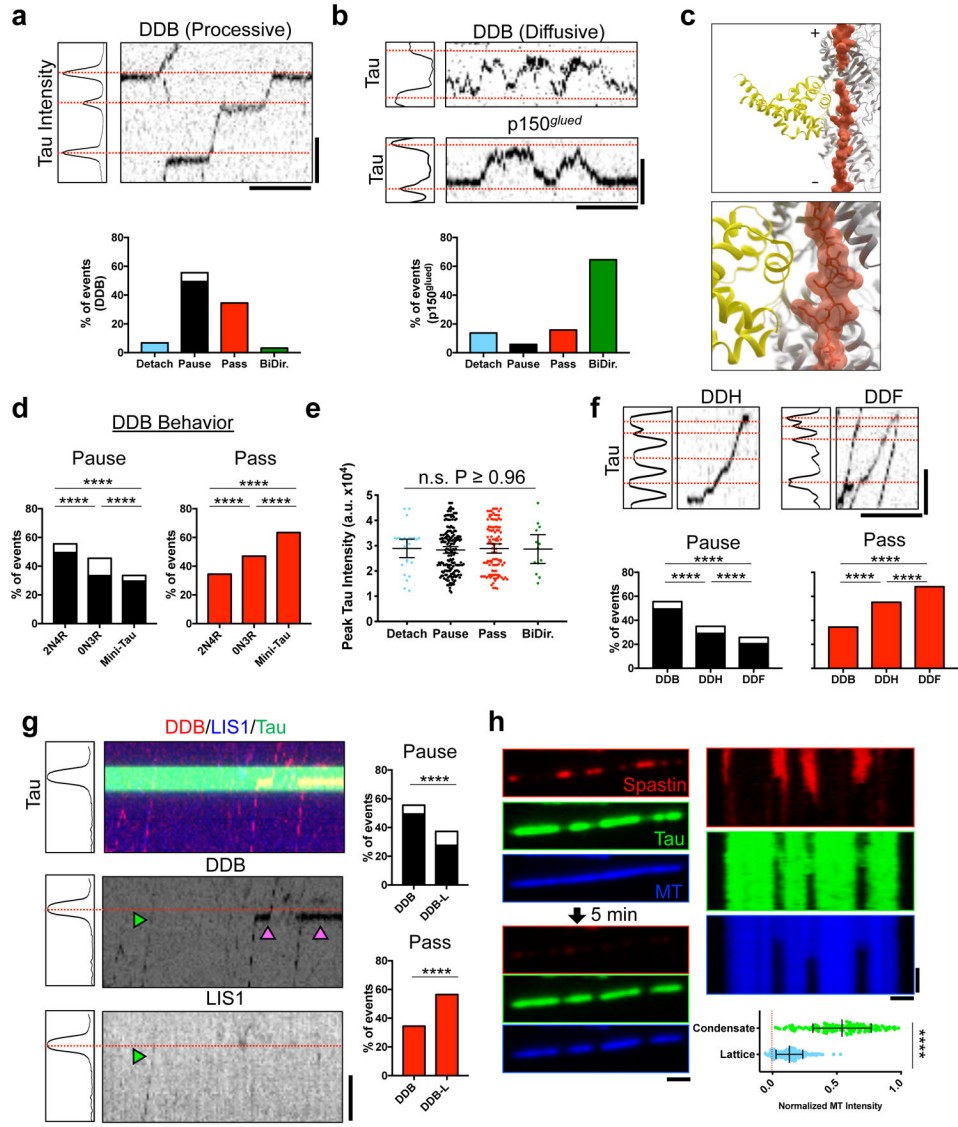 a
DDB (Processive)
Tau Intensity
80
60
40
20
0
% of events
(DDB)
Detach
Pause
Pass
BiDir.
b
DDB (Diffusive)
Tau
p150glued
Tau
80
60
40
20
0
% of events
(p150glued)
Detach
Pause
Pass
BiDir.
c
+
–
d
DDB Behavior
Pause
****
**** ****
% of events
80
60
40
20
0
2N4R
0N3R
Mini-Tau
Pass
****
**** ****
% of events
80
60
40
20
0
2N4R
0N3R
Mini-Tau
e
n.s. P ≥ 0.96
Peak Tau Intensity (a.u. x10⁴)
5
4
3
2
1
0
Detach
Pause
Pass
BiDir.
f
DDH
DDF
Tau
Pause
****
**** ****
% of events
80
60
40
20
0
DDB
DDH
DDF
Pass
****
**** ****
80
60
40
20
0
DDB
DDH
DDF
g
DDB/LIS1/Tau
Tau
DDB
LIS1
Pause
****
% of events
80
60
40
20
0
DDB
DDB-L
Pass
****
% of events
80
60
40
20
0
DDB
DDB-L
h
Spastin
Tau
MT
5 min
Condensate
Lattice
****
0.0
0.5
1.0
Normalized MT Intensity